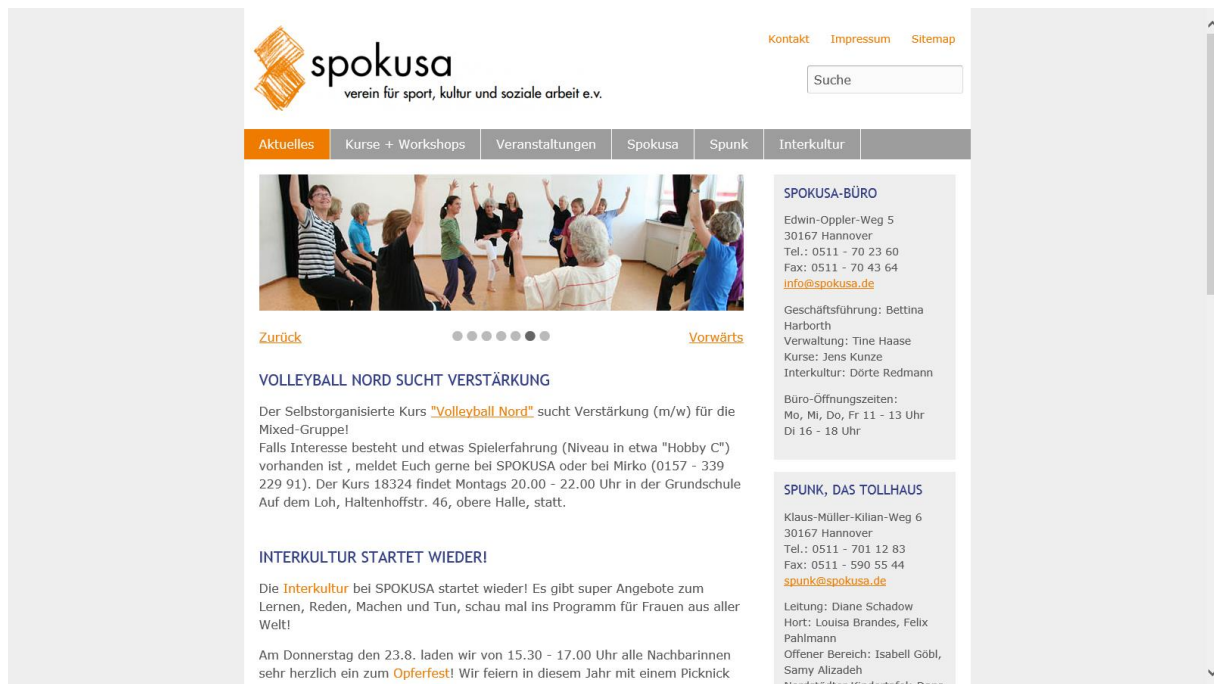 spokusa
verein für sport, kultur und soziale arbeit e.v.
Kontakt Impressum Sitemap
Suche
Aktuelles Kurse + Workshops Veranstaltungen Spokusa Spunk Interkultur
Zurück Vorwärts
VOLLEYBALL NORD SUCHT VERSTÄRKUNG
Der Selbstorganisierte Kurs "Volleyball Nord" sucht Verstärkung (m/w) für die
Mixed-Gruppe!
Falls Interesse besteht und etwas Spielerfahrung (Niveau in etwa "Hobby C")
vorhanden ist , meldet Euch gerne bei SPOKUSA oder bei Mirko (0157 - 339
229 91). Der Kurs 18324 findet Montags 20.00 - 22.00 Uhr in der Grundschule
Auf dem Loh, Haltenhoffstr. 46, obere Halle, statt.
INTERKULTUR STARTET WIEDER!
Die Interkultur bei SPOKUSA startet wieder! Es gibt super Angebote zum
Lernen, Reden, Machen und Tun, schau mal ins Programm für Frauen aus aller
Welt!
Am Donnerstag den 23.8. laden wir von 15.30 - 17.00 Uhr alle Nachbarinnen
sehr herzlich ein zum Opferfest! Wir feiern in diesem Jahr mit einem Picknick
SPOKUSA-BÜRO
Edwin-Oppler-Weg 5
30167 Hannover
Tel.: 0511 - 70 23 60
Fax: 0511 - 70 43 64
info@spokusa.de
Geschäftsführung: Bettina
Harborth
Verwaltung: Tine Haase
Kurse: Jens Kunze
Interkultur: Dörte Redmann
Büro-Öffnungszeiten:
Mo, Mi, Do, Fr 11 - 13 Uhr
Di 16 - 18 Uhr
SPUNK, DAS TOLLHAUS
Klaus-Müller-Kilian-Weg 6
30167 Hannover
Tel.: 0511 - 701 12 83
Fax: 0511 - 590 55 44
spunk@spokusa.de
Leitung: Diane Schadow
Hort: Louisa Brandes, Felix
Pahlmann
Offener Bereich: Isabell Göbl,
Samy Alizadeh